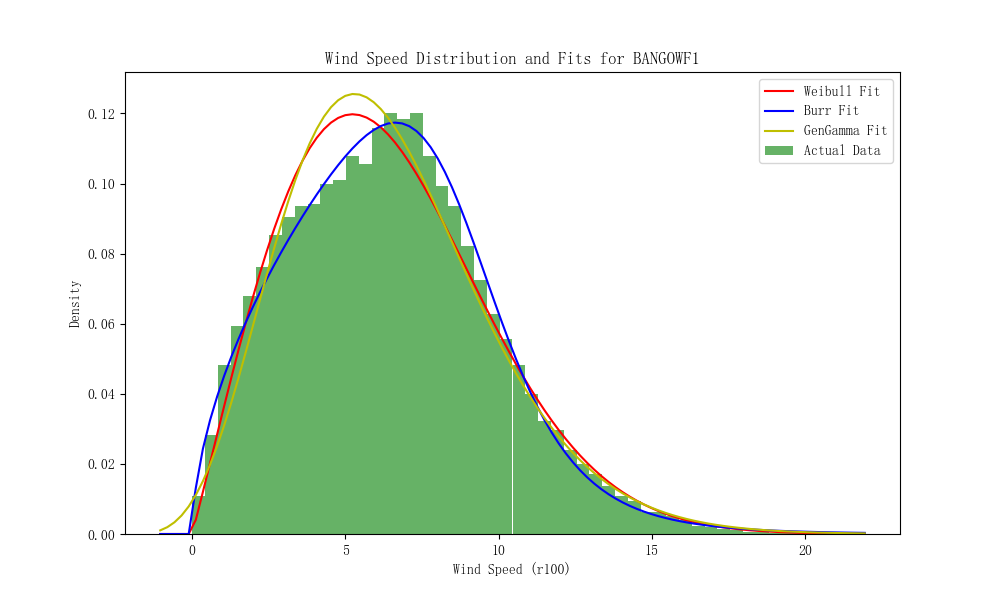 Wind Speed Distribution and Fits for BANGOWF1
Weibull Fit
Burr Fit
GenGamma Fit
Actual Data
Density
0.12
0.10
0.08
0.06
0.04
0.02
0.00
0
5
10
15
20
Wind Speed (r100)